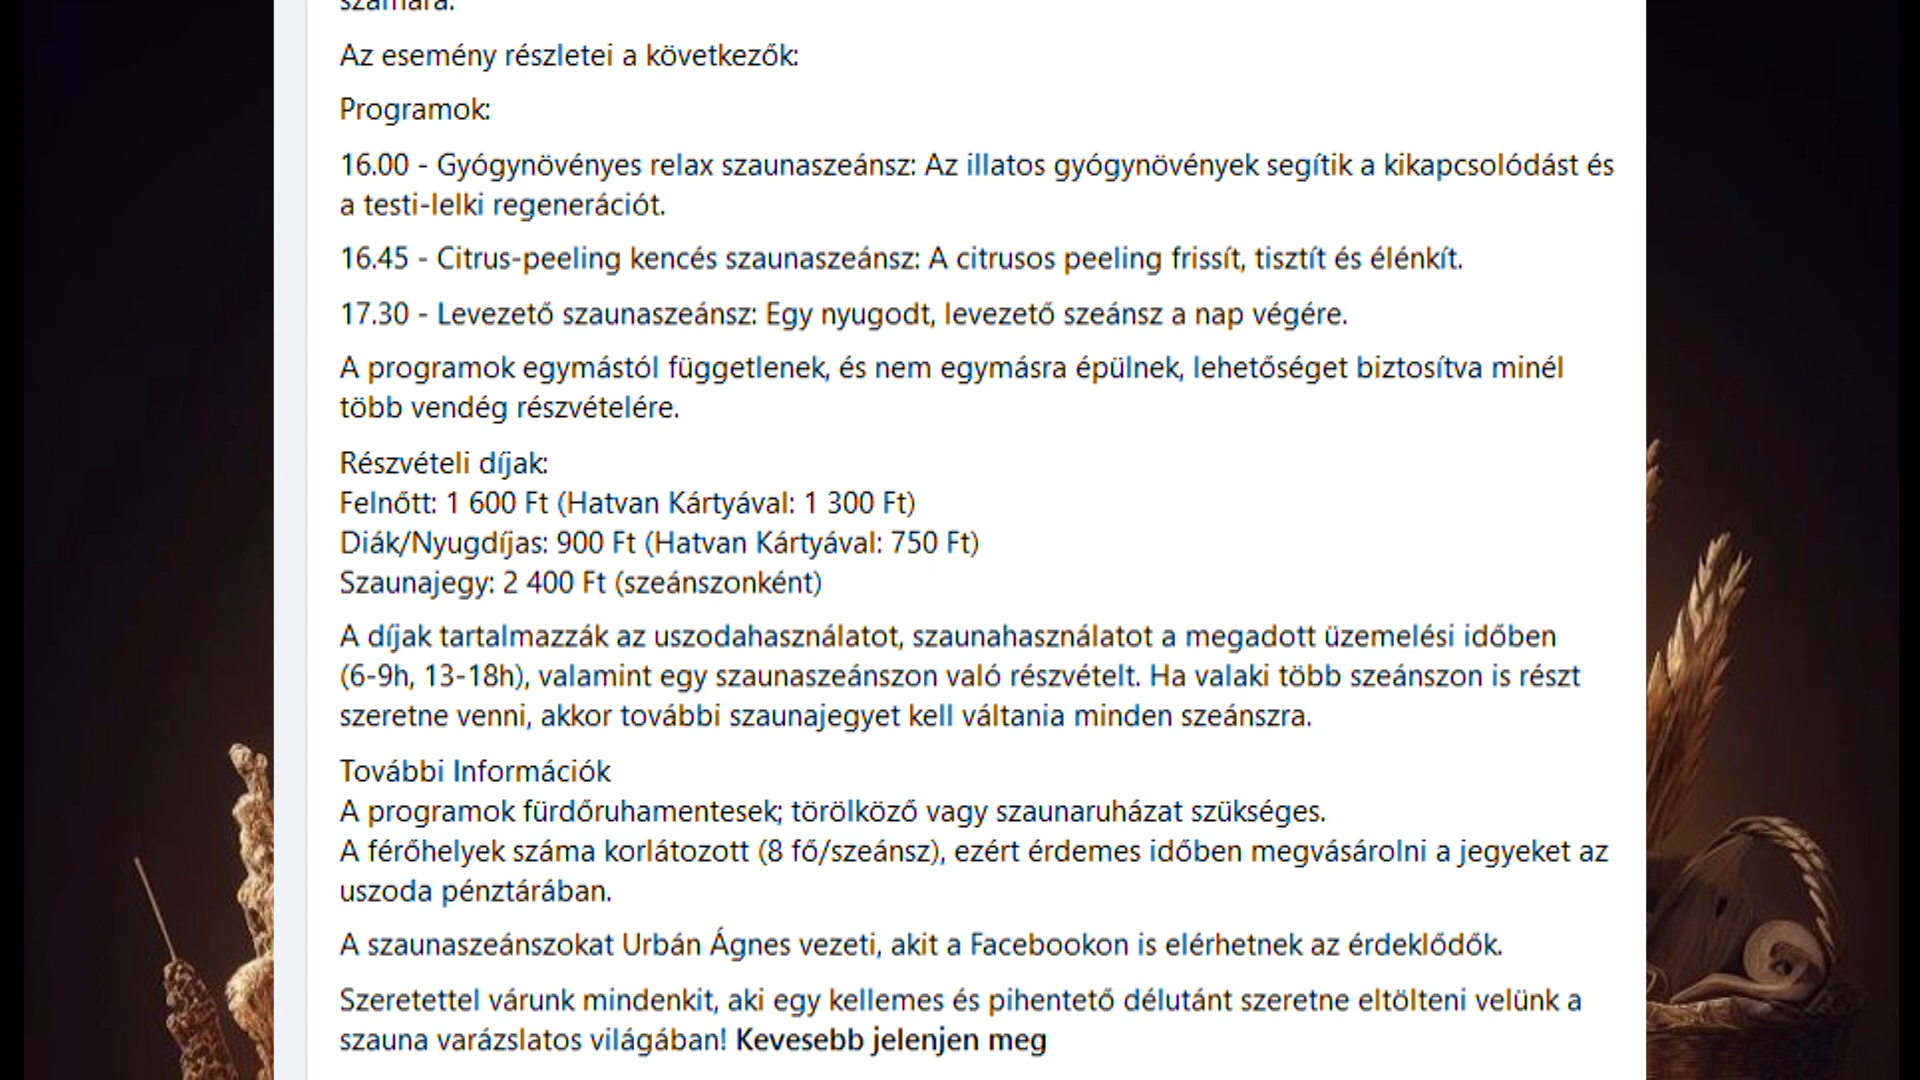 számára.
Az esemény részletei a következők:
Programok:
16.00 - Gyógynövényes relax szaunaszeánsz: Az illatos gyógynövények segítik a kikapcsolódást és
a testi-lelki regenerációt.
16.45 - Citrus-peeling kencés szaunaszeánsz: A citrusos peeling frissít, tisztít és élénkít.
17.30 - Levezető szaunaszeánsz: Egy nyugodt, levezető szeánsz a nap végére.
A programok egymástól függetlenek, és nem egymásra épülnek, lehetőséget biztosítva minél
több vendég részvételére.
Részvételi díjak:
Felnőtt: 1 600 Ft (Hatvan Kártyával: 1 300 Ft)
Diák/Nyugdíjas: 900 Ft (Hatvan Kártyával: 750 Ft)
Szaunajegy: 2 400 Ft (szeánszonként)
A díjak tartalmazzák az uszodahasználatot, szaunahasználatot a megadott üzemelési időben
(6-9h, 13-18h), valamint egy szaunaszeánszon való részvételt. Ha valaki több szeánszon is részt
szeretne venni, akkor további szaunajegyet kell váltania minden szeánszra.
További Információk
A programok fürdőruhamentesek; törölköző vagy szaunaruházat szükséges.
A férőhelyek száma korlátozott (8 fő/szeánsz), ezért érdemes időben megvásárolni a jegyeket az
uszoda pénztárában.
A szaunaszeánszokat Urbán Ágnes vezeti, akit a Facebookon is elérhetnek az érdeklődők.
Szeretettel várunk mindenkit, aki egy kellemes és pihentető délutánt szeretne eltölteni velünk a
szauna varázslatos világában! Kevesebb jelenjen meg